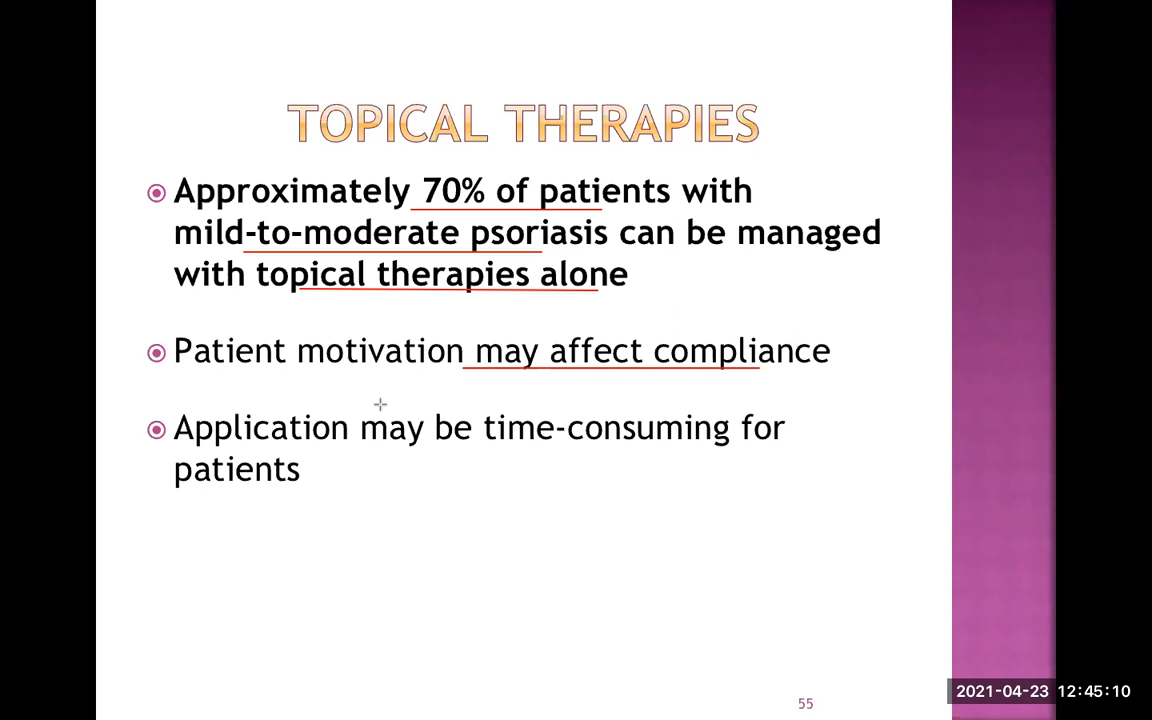 TOPICAL THERAPIES
Approximately 70% of patients with
mild-to-moderate psoriasis can be managed
with topical therapies alone
Patient motivation may affect compliance
Application may be time-consuming for
patients
55
2021-04-23 12:45:10